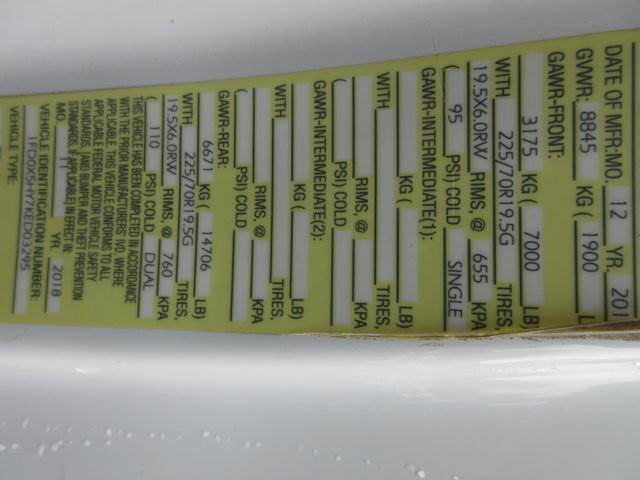 DATE OF MFR:MO. 12 YR. 201
GVWR: 8845 KG ( 1900 L
GAWR-FRONT:
3175 KG ( 7000 LB)
WITH 225/70R19.5G TIRES,
19.5X6.0RW RIMS, @ 655 KPA
( 95 PSI) COLD SINGLE
GAWR-INTERMEDIATE(1):
KG ( LB)
WITH TIRES,
RIMS, @ KPA
( PSI) COLD
GAWR-INTERMEDIATE(2):
KG ( LB)
WITH TIRES,
RIMS, @ KPA
( PSI) COLD
GAWR-REAR:
6671 KG ( 14706 LB)
WITH 225/70R19.5G TIRES,
19.5X6.0RW RIMS, @ 760 KPA
( 110 PSI) COLD DUAL
THIS VEHICLE HAS BEEN COMPLETED IN ACCORDANCE
WITH THE PRIOR MANUFACTURERS' IVD, WHERE
APPLICABLE. THIS VEHICLE CONFORMS TO ALL
APPLICABLE FEDERAL MOTOR VEHICLE SAFETY
STANDARDS, (AND BUMPER AND THEFT PREVENTION
STANDARDS, IF APPLICABLE) IN EFFECT IN
MO. YR. 2018
VEHICLE IDENTIFICATION NUMBER:
1FD0X5HY7KED03295
VEHICLE TYPE: